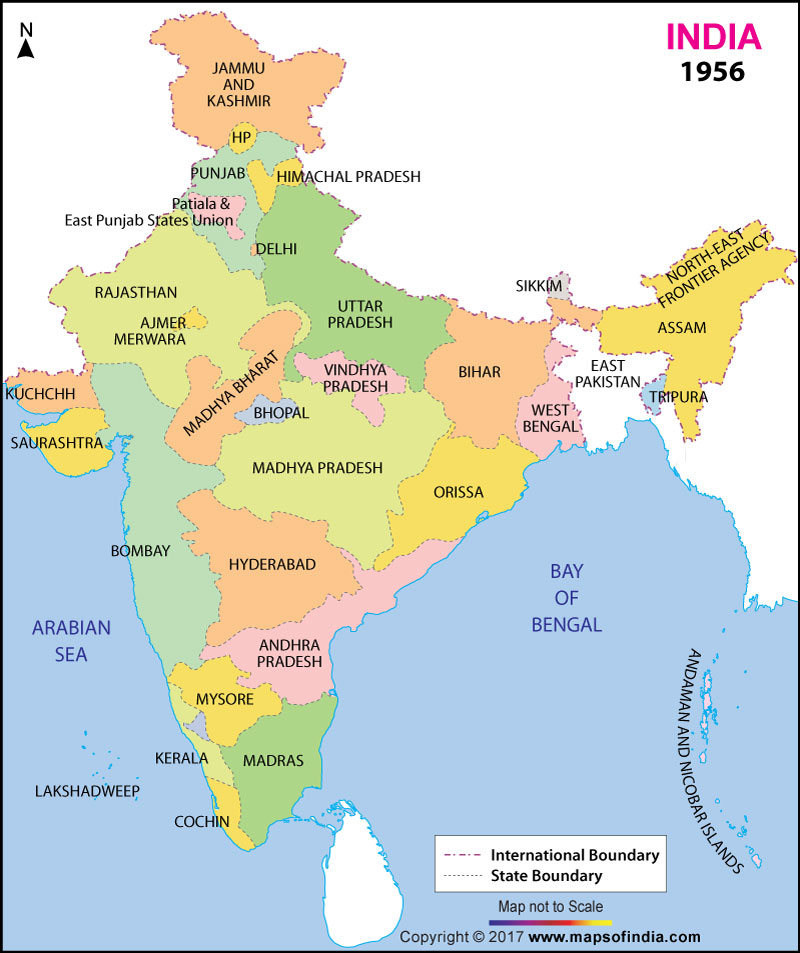 N
INDIA
1956
JAMMU
AND
KASHMIR
HP
PUNJAB
HIMACHAL PRADESH
Patiala &
East Punjab States Union
DELHI
RAJASTHAN
AJMER
MERWARA
UTTAR
PRADESH
SIKKIM
NORTH-EAST
FRONTIER AGENCY
ASSAM
EAST
PAKISTAN
TRIPURA
BIHAR
WEST
BENGAL
VINDHYA
PRADESH
MADHYA BHARAT
BHOPAL
KUCHCHH
SAURASHTRA
MADHYA PRADESH
ORISSA
BOMBAY
HYDERABAD
ARABIAN
SEA
BAY
OF
BENGAL
ANDHRA
PRADESH
MYSORE
KERALA
MADRAS
LAKSHADWEEP
COCHIN
ANDAMAN AND NICOBAR ISLANDS
International Boundary
State Boundary
Map not to Scale
Copyright © 2017 www.mapsofindia.com